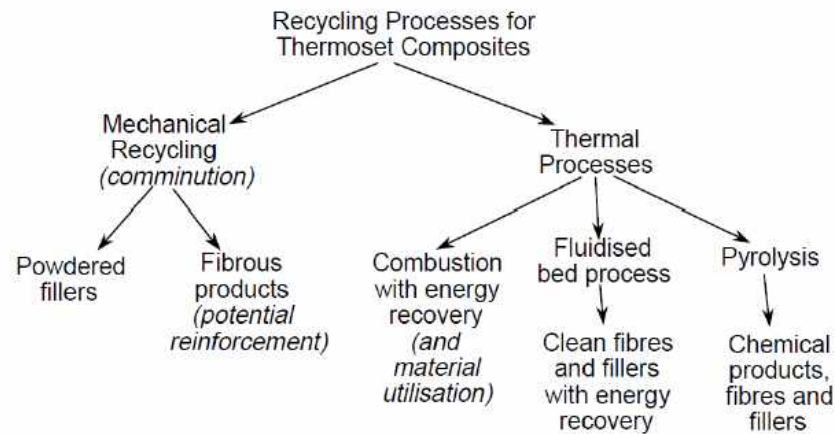 Recycling Processes for
Thermoset Composites
Mechanical
Recycling
(comminution)
Thermal
Processes
Powdered
fillers
Fibrous
products
(potential
reinforcement)
Combustion
with energy
recovery
(and
material
utilisation)
Fluidised
bed process
Pyrolysis
Clean fibres
and fillers
with energy
recovery
Chemical
products,
fibres and
fillers